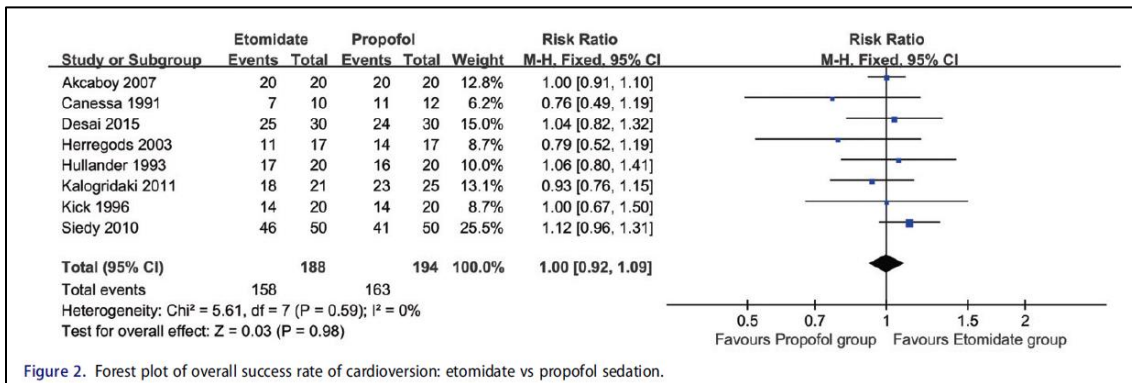 Etomidate Propofol Risk Ratio Risk Ratio
Study or Subgroup Events Total Events Total Weight M-H, Fixed, 95% CI M-H, Fixed, 95% CI
Akcaboy 2007 20 20 20 20 12.8% 1.00 [0.91, 1.10]
Canessa 1991 7 10 11 12 6.2% 0.76 [0.49, 1.19]
Desai 2015 25 30 24 30 15.0% 1.04 [0.82, 1.32]
Herregods 2003 11 17 14 17 8.7% 0.79 [0.52, 1.19]
Hullander 1993 17 20 16 20 10.0% 1.06 [0.80, 1.41]
Kalogridaki 2011 18 21 23 25 13.1% 0.93 [0.76, 1.15]
Kick 1996 14 20 14 20 8.7% 1.00 [0.67, 1.50]
Siedy 2010 46 50 41 50 25.5% 1.12 [0.96, 1.31]
Total (95% CI) 188 194 100.0% 1.00 [0.92, 1.09]
Total events 158 163
Heterogeneity: Chi² = 5.61, df = 7 (P = 0.59); I² = 0%
Test for overall effect: Z = 0.03 (P = 0.98)
0.5 0.7 1 1.5 2
Favours Propofol group Favours Etomidate group
Figure 2. Forest plot of overall success rate of cardioversion: etomidate vs propofol sedation.